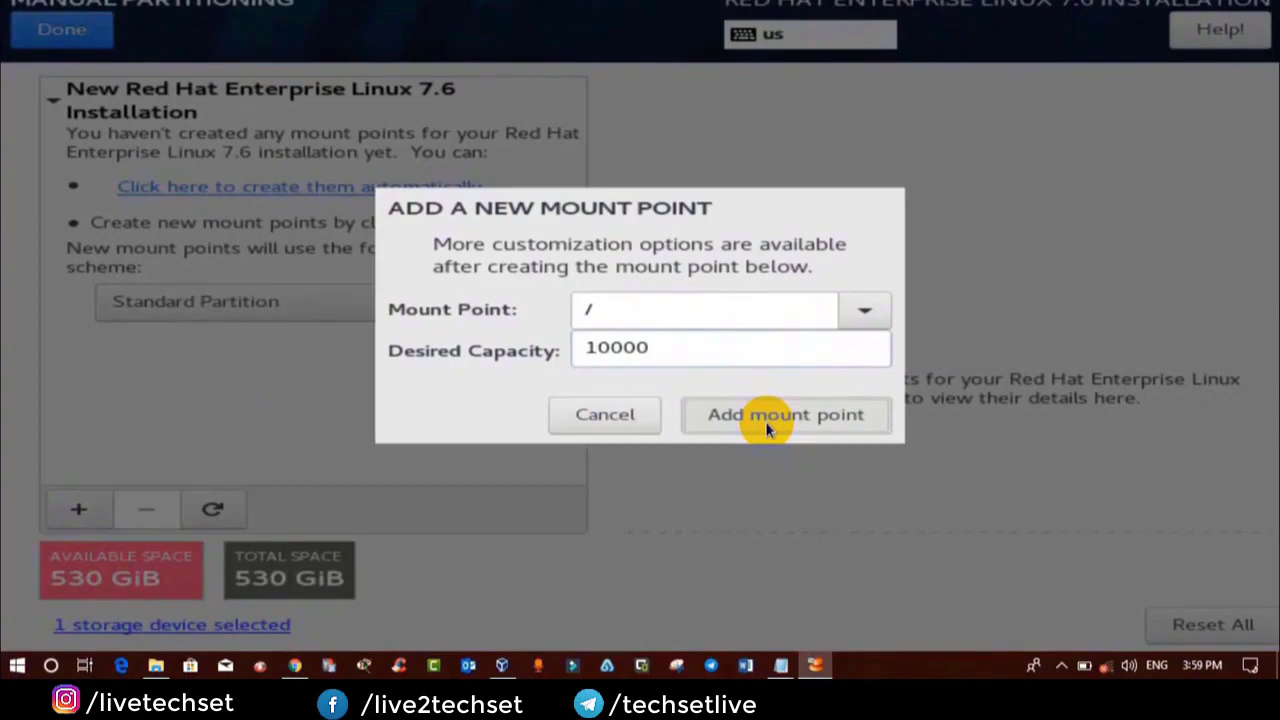 MANUAL PARTITIONING
RED HAT ENTERPRISE LINUX 7.6 INSTALLATION
Done
us
Help!
New Red Hat Enterprise Linux 7.6
Installation
You haven't created any mount points for your Red Hat
Enterprise Linux 7.6 installation yet. You can:
Click here to create them automatically.
Create new mount points by cl
New mount points will use the fo
scheme:
Standard Partition
ADD A NEW MOUNT POINT
More customization options are available
after creating the mount point below.
Mount Point:
/
Desired Capacity:
10000
Cancel
Add mount point
ts for your Red Hat Enterprise Linux
to view their details here.
+
−
AVAILABLE SPACE
530 GiB
TOTAL SPACE
530 GiB
1 storage device selected
Reset All
ENG
3:59 PM
/livetechset
/live2techset
/techsetlive